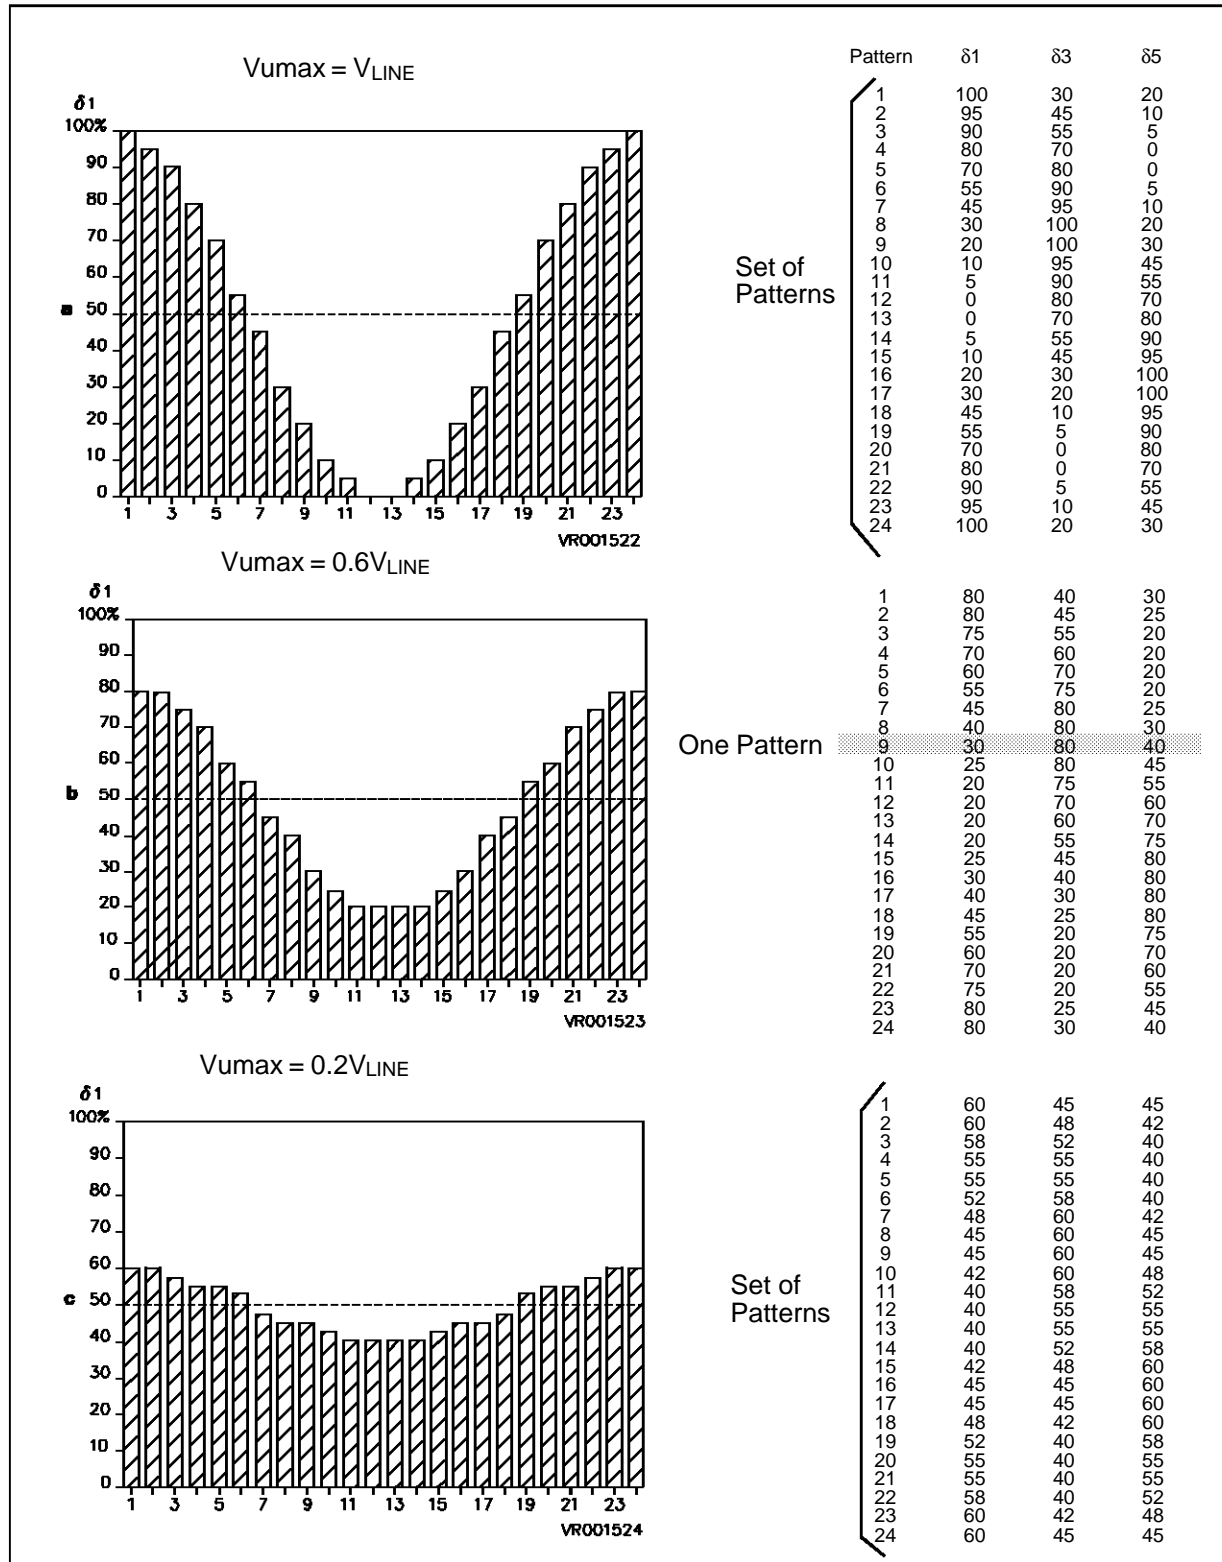 Vumax = VLINE
δ1
100%
90
80
70
60
a 50
40
30
20
10
0
1 3 5 7 9 11 13 15 17 19 21 23
VR001522
Pattern δ1 δ3 δ5
Set of
Patterns
1 100 30 20
2 95 45 10
3 90 55 5
4 80 70 0
5 70 80 0
6 55 90 5
7 45 95 10
8 30 100 20
9 20 100 30
10 10 95 45
11 5 90 55
12 0 80 70
13 0 70 80
14 5 55 90
15 10 45 95
16 20 30 100
17 30 20 100
18 45 10 95
19 55 5 90
20 70 0 80
21 80 0 70
22 90 5 55
23 95 10 45
24 100 20 30
Vumax = 0.6VLINE
δ1
100%
90
80
70
60
b 50
40
30
20
10
0
1 3 5 7 9 11 13 15 17 19 21 23
VR001523
One Pattern
1 80 40 30
2 80 45 25
3 75 55 20
4 70 60 20
5 60 70 20
6 55 75 20
7 45 80 25
8 40 80 30
9 30 80 40
10 25 80 45
11 20 75 55
12 20 70 60
13 20 60 70
14 20 55 75
15 25 45 80
16 30 40 80
17 40 30 80
18 45 25 80
19 55 20 75
20 60 20 70
21 70 20 60
22 75 20 55
23 80 25 45
24 80 30 40
Vumax = 0.2VLINE
δ1
100%
90
80
70
60
c 50
40
30
20
10
0
1 3 5 7 9 11 13 15 17 19 21 23
VR001524
Set of
Patterns
1 60 45 45
2 60 48 42
3 58 52 40
4 55 55 40
5 55 55 40
6 52 58 40
7 48 60 42
8 45 60 45
9 45 60 45
10 42 60 48
11 40 58 52
12 40 55 55
13 40 55 55
14 40 52 58
15 42 48 60
16 45 45 60
17 45 45 60
18 48 42 60
19 52 40 58
20 55 40 55
21 55 40 55
22 58 40 52
23 60 42 48
24 60 45 45